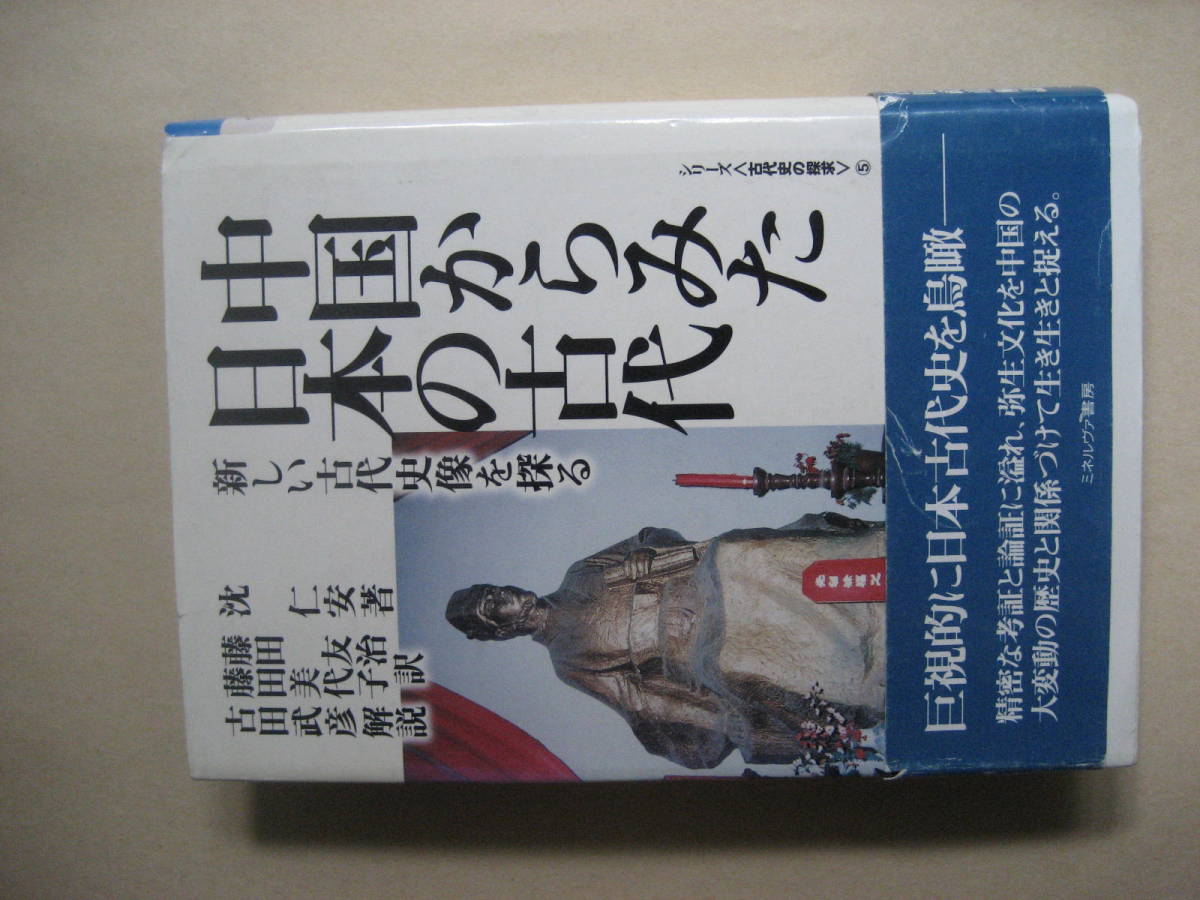 シリーズ〈古代史の探求〉⑤
中国からみた
日本の古代
新しい古代史像を探る
沈 仁安著
藤田友治
藤田美代子訳
古田武彦解説
巨視的に日本古代史を鳥瞰――
精密な考証と論証に溢れ、弥生文化を中国の
大変動の歴史と関係づけて生き生きと捉える。
ミネルヴァ書房